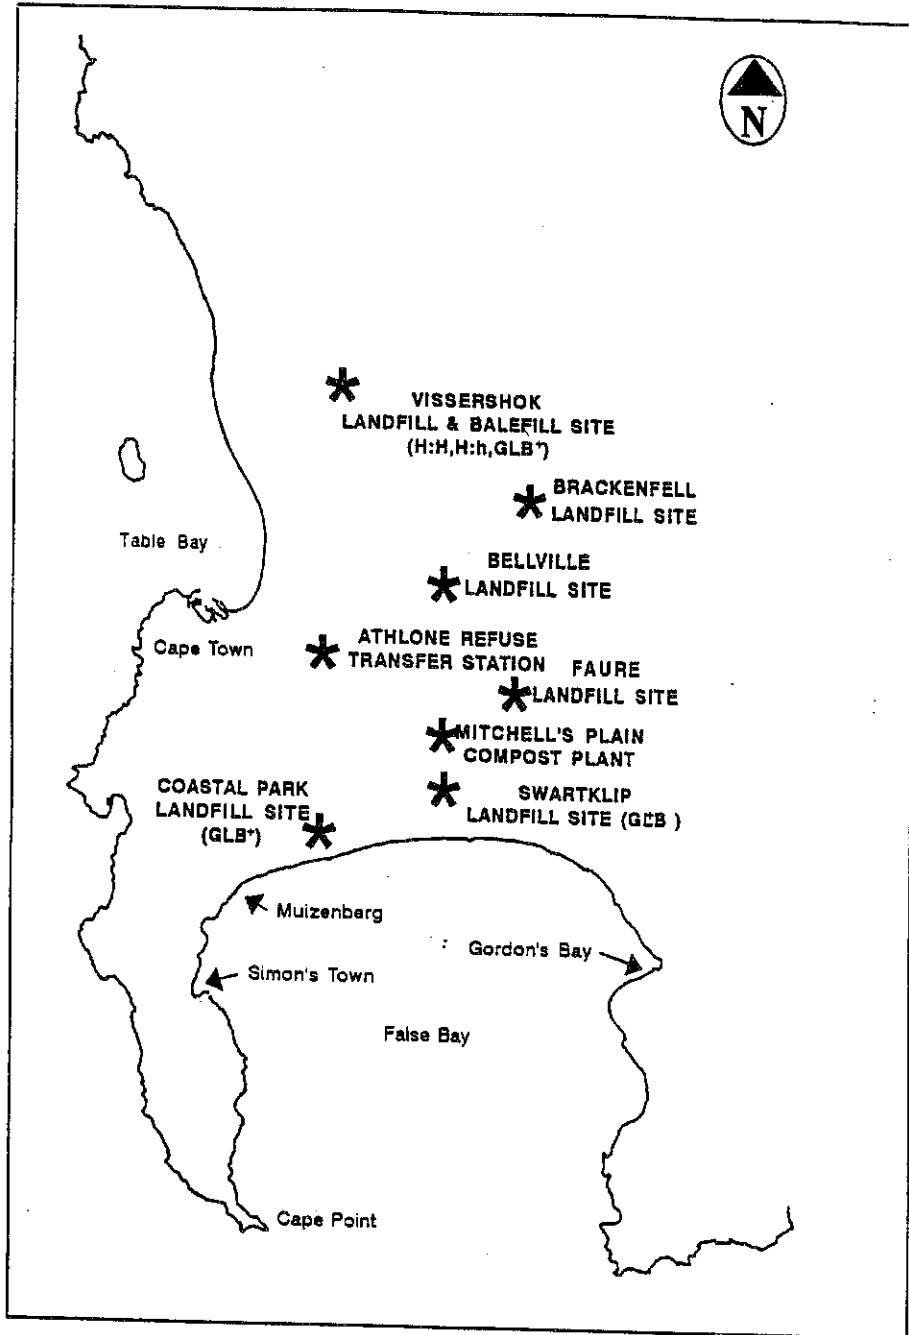 N
VISSERSHOK
LANDFILL & BALEFILL SITE
(H:H,H:h,GLB⁺)
BRACKENFELL
LANDFILL SITE
Table Bay
BELLVILLE
LANDFILL SITE
Cape Town
ATHLONE REFUSE
TRANSFER STATION
FAURE
LANDFILL SITE
MITCHELL'S PLAIN
COMPOST PLANT
COASTAL PARK
LANDFILL SITE
(GLB⁺)
SWARTKLIP
LANDFILL SITE (GLB⁻)
Muizenberg
Gordon's Bay
Simon's Town
False Bay
Cape Point